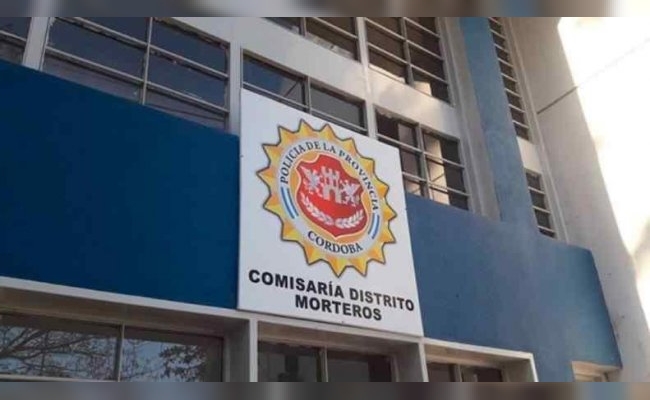 POLICIA DE LA PROVINCIA
CORDOBA
COMISARÍA DISTRITO
MORTEROS